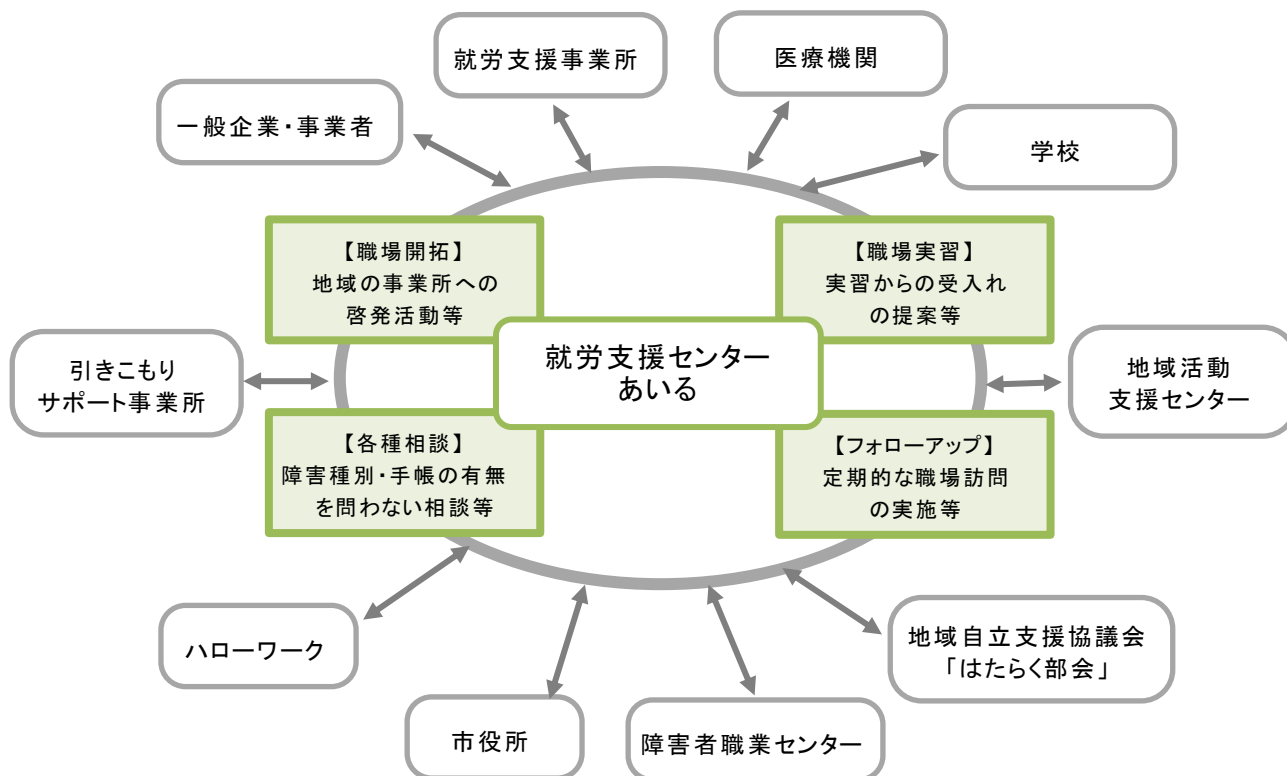 就労支援事業所
医療機関
一般企業・事業者
学校
【職場開拓】
地域の事業所への
啓発活動等
【職場実習】
実習からの受入れ
の提案等
就労支援センター
あいる
引きこもり
サポート事業所
地域活動
支援センター
【各種相談】
障害種別・手帳の有無
を問わない相談等
【フォローアップ】
定期的な職場訪問
の実施等
ハローワーク
地域自立支援協議会
「はたらく部会」
市役所
障害者職業センター